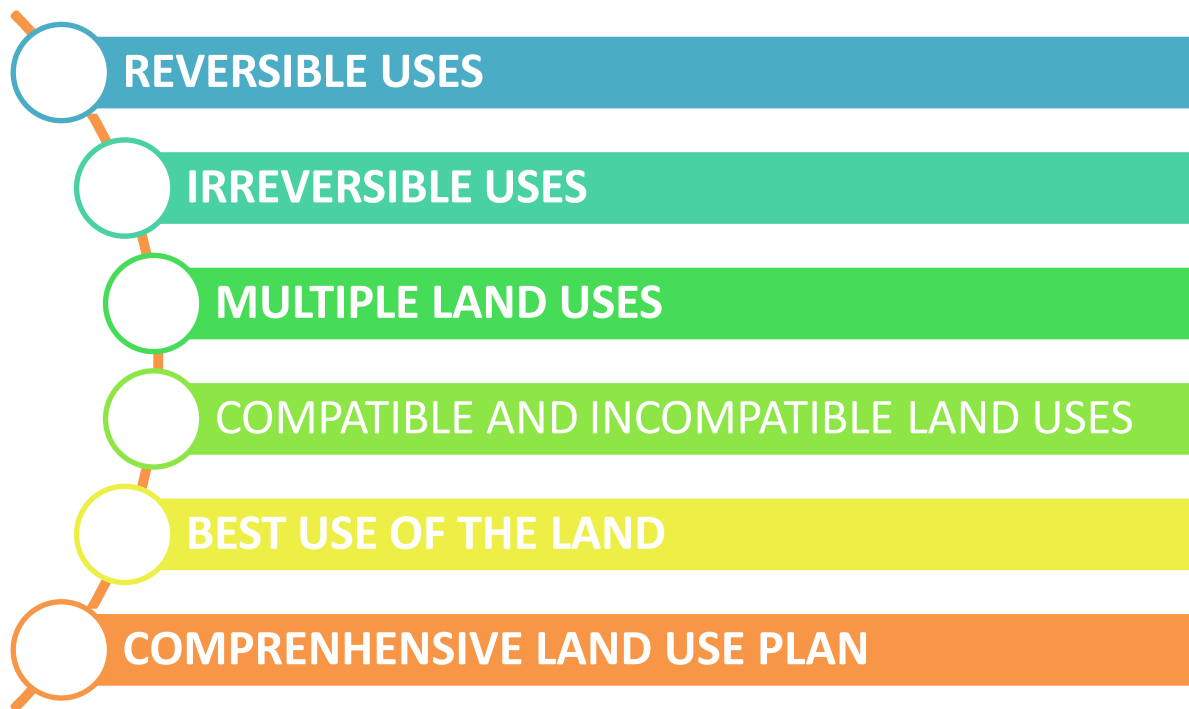 REVERSIBLE USES
IRREVERSIBLE USES
MULTIPLE LAND USES
COMPATIBLE AND INCOMPATIBLE LAND USES
BEST USE OF THE LAND
COMPRENHENSIVE LAND USE PLAN